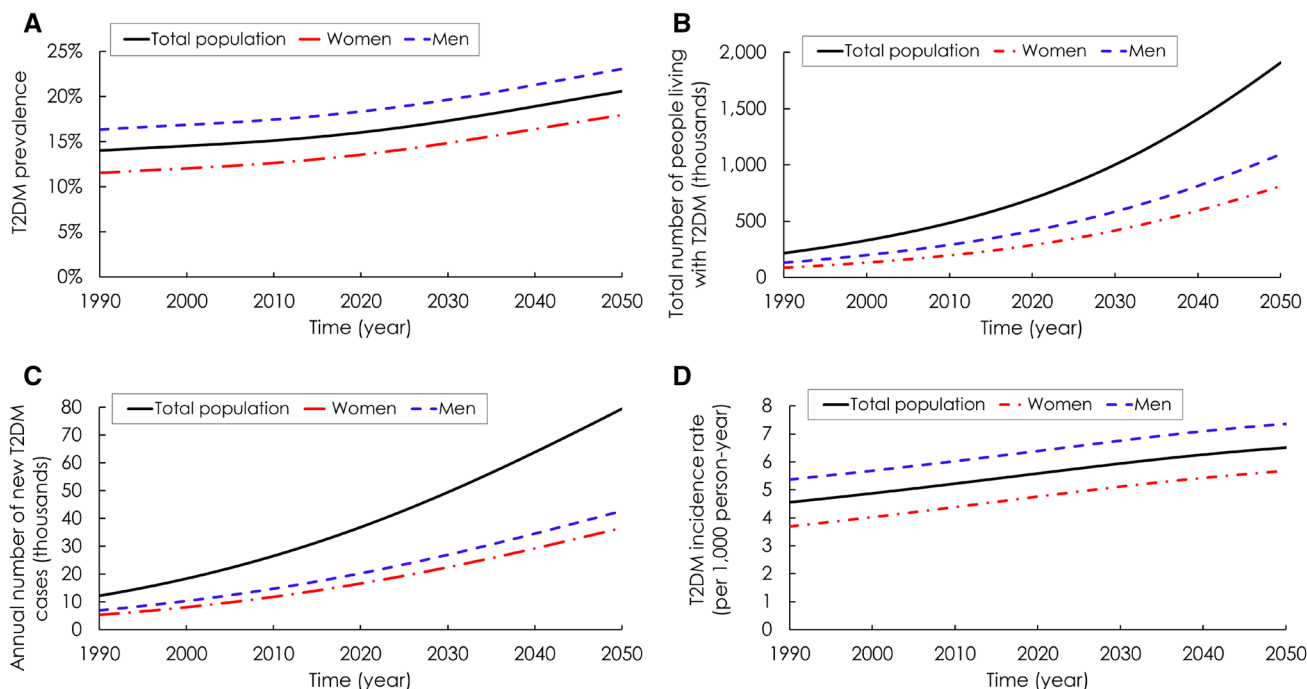 A
Total population Women Men
T2DM prevalence
25%
20%
15%
10%
5%
0%
1990 2000 2010 2020 2030 2040 2050
Time (year)
B
Total population Women Men
Total number of people living
with T2DM (thousands)
2,000
1,500
1,000
500
0
1990 2000 2010 2020 2030 2040 2050
Time (year)
C
Total population Women Men
Annual number of new T2DM
cases (thousands)
80
70
60
50
40
30
20
10
0
1990 2000 2010 2020 2030 2040 2050
Time (year)
D
Total population Women Men
T2DM incidence rate
(per 1,000 person-year)
8
7
6
5
4
3
2
1
0
1990 2000 2010 2020 2030 2040 2050
Time (year)